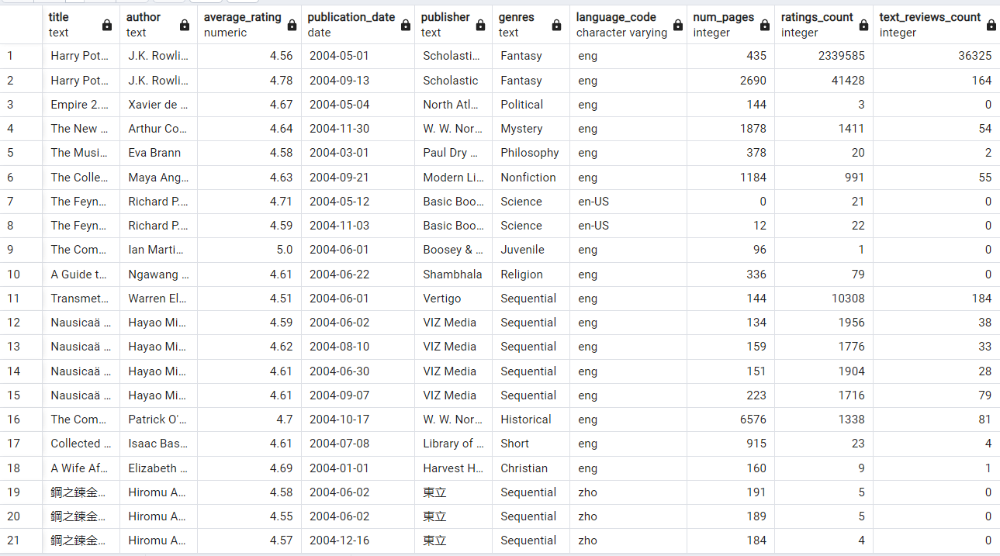 title author average_rating publication_date publisher genres language_code num_pages ratings_count text_reviews_count
text text numeric date text text character varying integer integer integer
1 Harry Pot... J.K. Rowli... 4.56 2004-05-01 Scholasti... Fantasy eng 435 2339585 36325
2 Harry Pot... J.K. Rowli... 4.78 2004-09-13 Scholastic Fantasy eng 2690 41428 164
3 Empire 2.... Xavier de ... 4.67 2004-05-04 North Atl... Political eng 144 3 0
4 The New ... Arthur Co... 4.64 2004-11-30 W. W. Nor... Mystery eng 1878 1411 54
5 The Musi... Eva Brann 4.58 2004-03-01 Paul Dry ... Philosophy eng 378 20 2
6 The Colle... Maya Ang... 4.63 2004-09-21 Modern Li... Nonfiction eng 1184 991 55
7 The Feyn... Richard P.... 4.71 2004-05-12 Basic Boo... Science en-US 0 21 0
8 The Feyn... Richard P.... 4.59 2004-11-03 Basic Boo... Science en-US 12 22 0
9 The Com... Ian Marti... 5.0 2004-06-01 Boosey & ... Juvenile eng 96 1 0
10 A Guide t... Ngawang ... 4.61 2004-06-22 Shambhala Religion eng 336 79 0
11 Transmet... Warren El... 4.51 2004-06-01 Vertigo Sequential eng 144 10308 184
12 Nausicaä ... Hayao Mi... 4.59 2004-06-02 VIZ Media Sequential eng 134 1956 38
13 Nausicaä ... Hayao Mi... 4.62 2004-08-10 VIZ Media Sequential eng 159 1776 33
14 Nausicaä ... Hayao Mi... 4.61 2004-06-30 VIZ Media Sequential eng 151 1904 28
15 Nausicaä ... Hayao Mi... 4.61 2004-09-07 VIZ Media Sequential eng 223 1716 79
16 The Com... Patrick O'... 4.7 2004-10-17 W. W. Nor... Historical eng 6576 1338 81
17 Collected ... Isaac Bas... 4.61 2004-07-08 Library of ... Short eng 915 23 4
18 A Wife Af... Elizabeth ... 4.69 2004-01-01 Harvest H... Christian eng 160 9 1
19 鋼之鍊金... Hiromu A... 4.58 2004-06-02 東立 Sequential zho 191 5 0
20 鋼之鍊金... Hiromu A... 4.55 2004-06-02 東立 Sequential zho 189 5 0
21 鋼之鍊金... Hiromu A... 4.57 2004-12-16 東立 Sequential zho 184 4 0